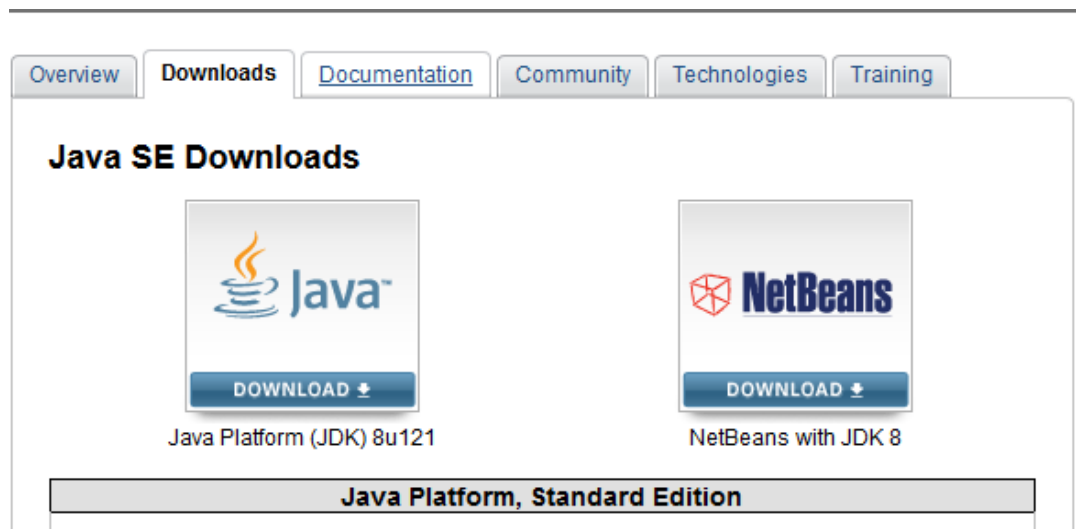 Overview Downloads Documentation Community Technologies Training
Java SE Downloads
Java™ NetBeans
DOWNLOAD DOWNLOAD
Java Platform (JDK) 8u121 NetBeans with JDK 8
Java Platform, Standard Edition